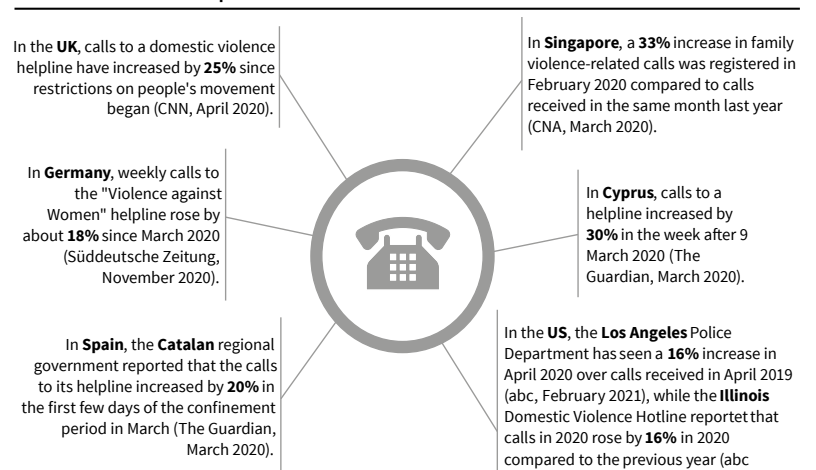 In the UK, calls to a domestic violence
helpline have increased by 25% since
restrictions on people's movement
began (CNN, April 2020).
In Singapore, a 33% increase in family
violence-related calls was registered in
February 2020 compared to calls
received in the same month last year
(CNA, March 2020).
In Germany, weekly calls to
the "Violence against
Women" helpline rose by
about 18% since March 2020
(Süddeutsche Zeitung,
November 2020).
In Cyprus, calls to a
helpline increased by
30% in the week after 9
March 2020 (The
Guardian, March 2020).
In Spain, the Catalan regional
government reported that the calls
to its helpline increased by 20% in
the first few days of the confinement
period in March (The Guardian,
March 2020).
In the US, the Los Angeles Police
Department has seen a 16% increase in
April 2020 over calls received in April 2019
(abc, February 2021), while the Illinois
Domestic Violence Hotline reportet that
calls in 2020 rose by 16% in 2020
compared to the previous year (abc